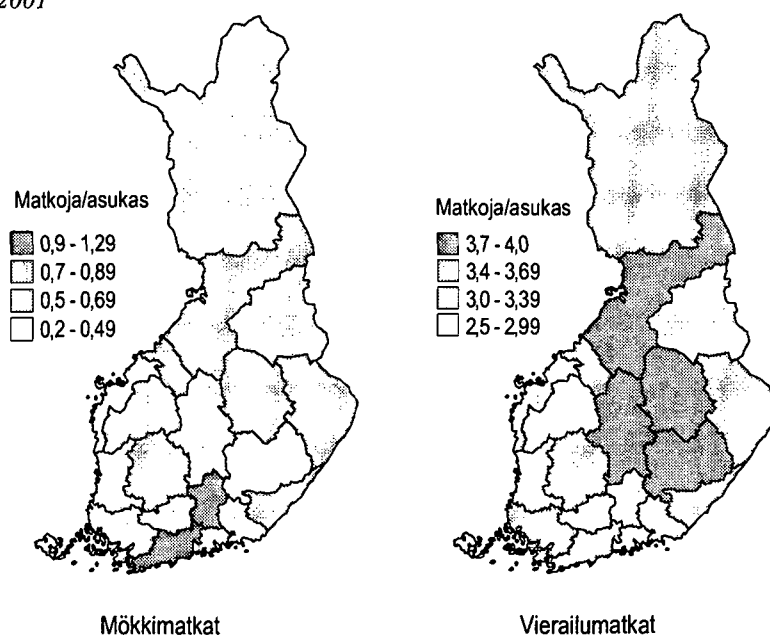 2001
Matkoja/asukas
0,9 - 1,29
0,7 - 0,89
0,5 - 0,69
0,2 - 0,49
Mökkimatkat
Matkoja/asukas
3,7 - 4,0
3,4 - 3,69
3,0 - 3,39
2,5 - 2,99
Vierailumatkat